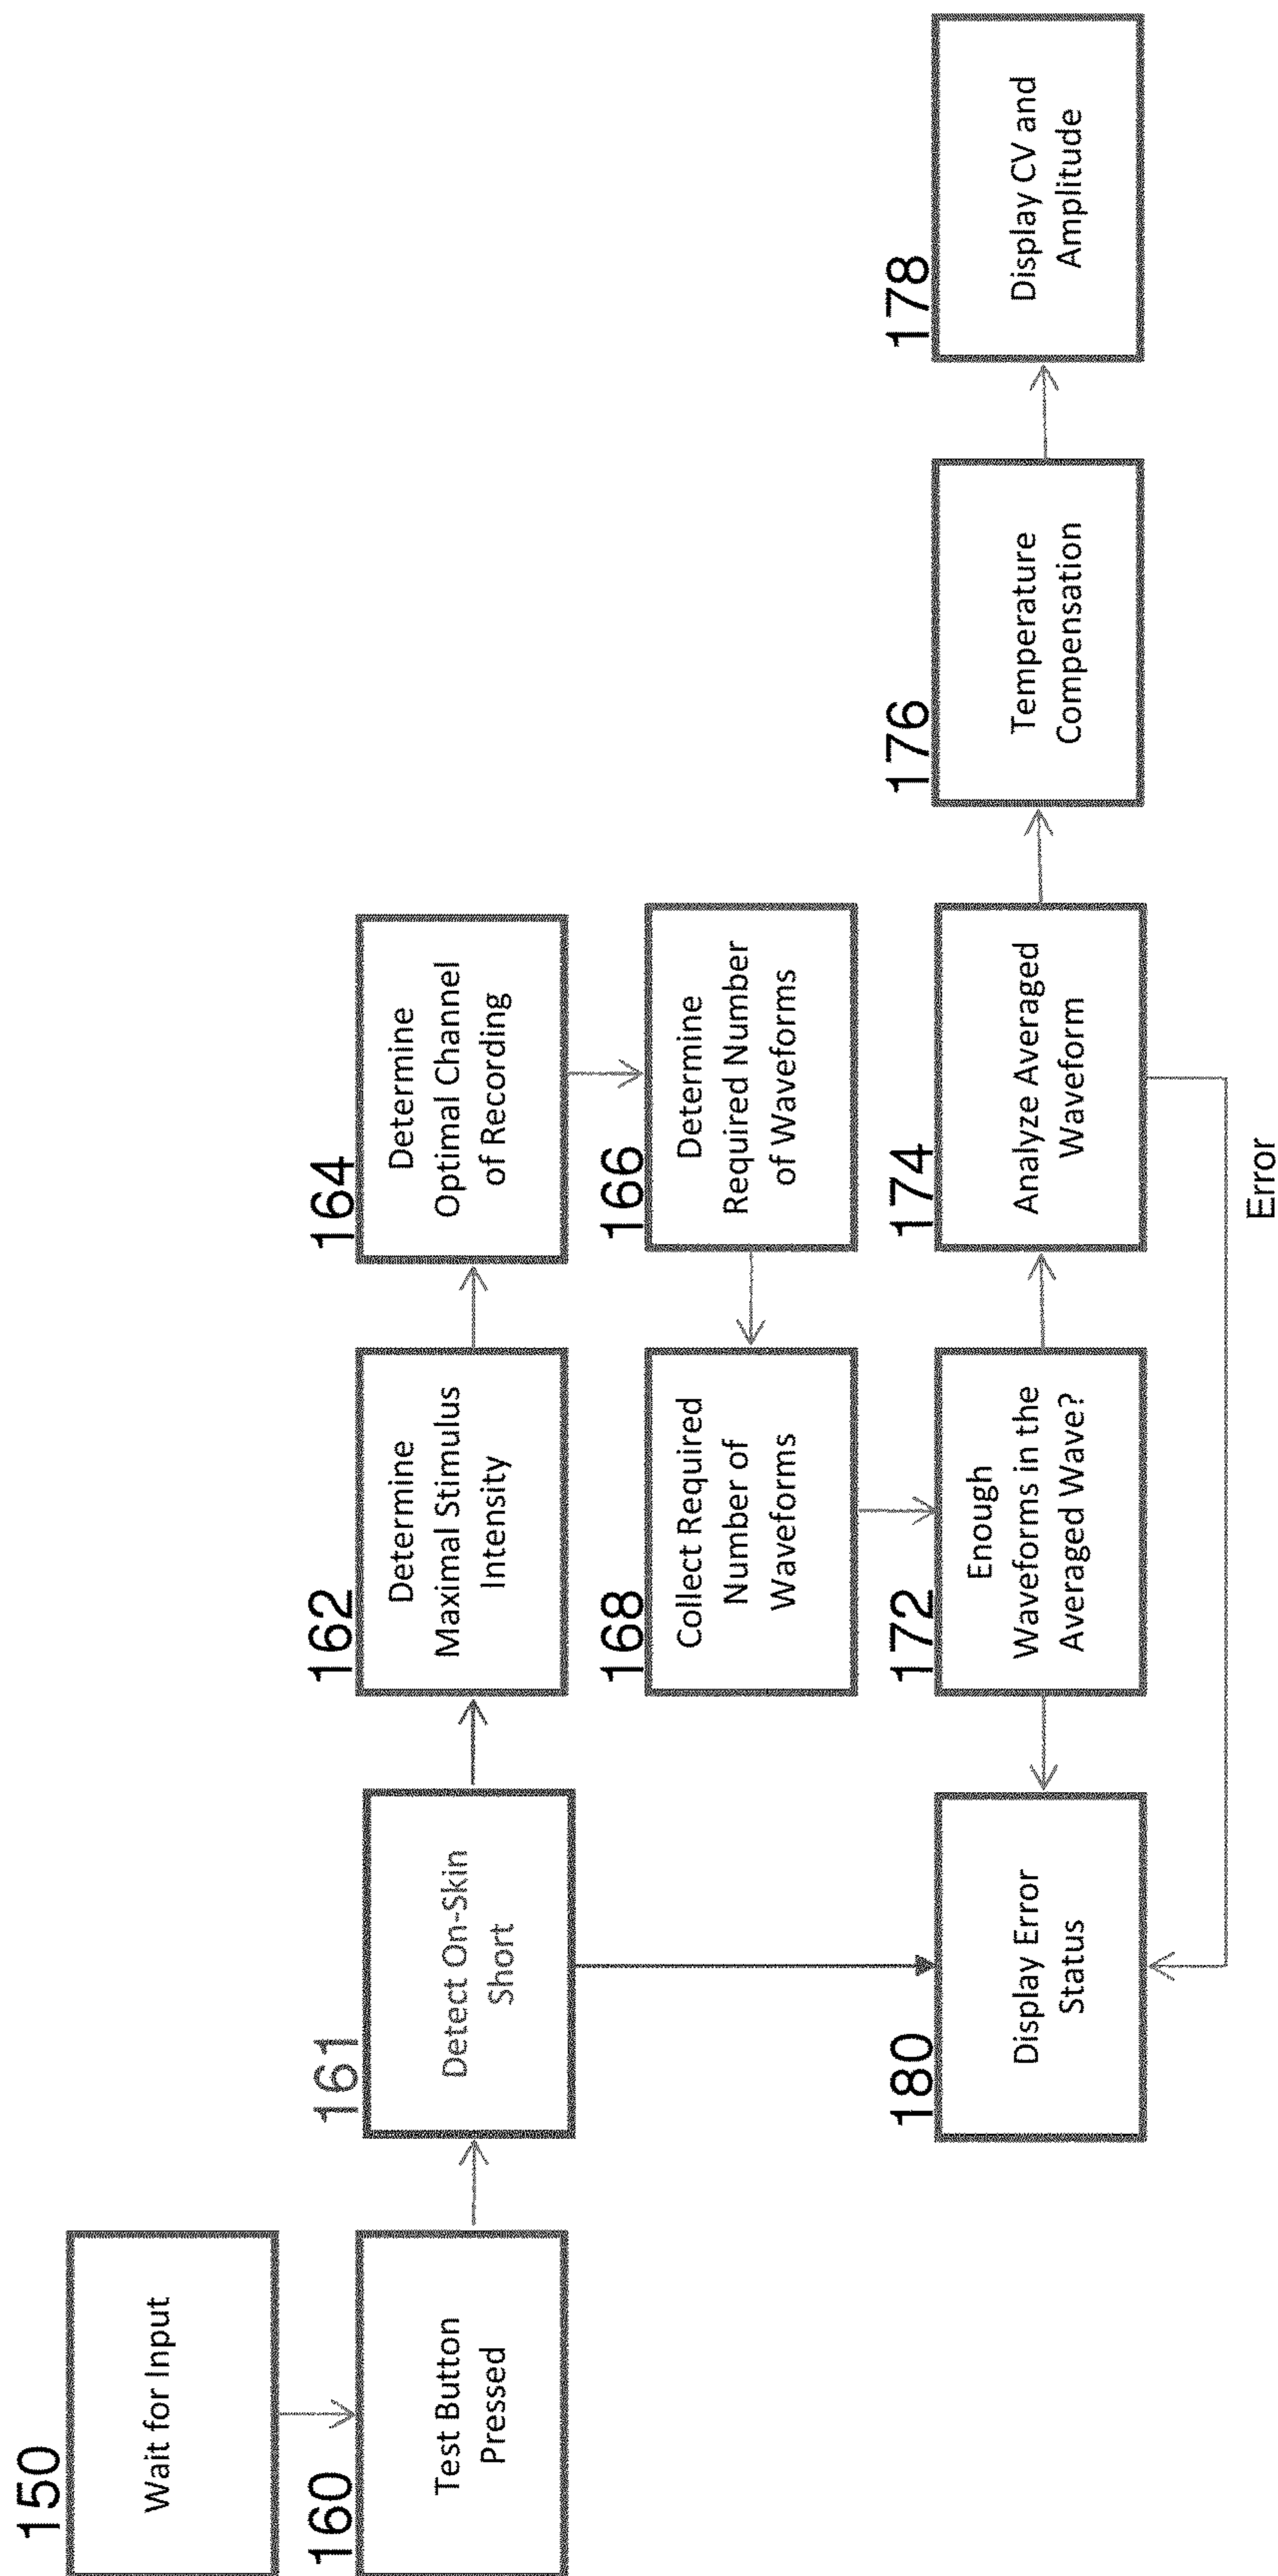 150
Wait for Input
160
Test Button
Pressed
161
Detect On-Skin
Short
162
Determine
Maximal Stimulus
Intensity
164
Determine
Optimal Channel
of Recording
166
Determine
Required Number
of Waveforms
168
Collect Required
Number of
Waveforms
172
Enough
Waveforms in the
Averaged Wave?
174
Analyze Averaged
Waveform
176
Temperature
Compensation
178
Display CV and
Amplitude
180
Display Error
Status
Error